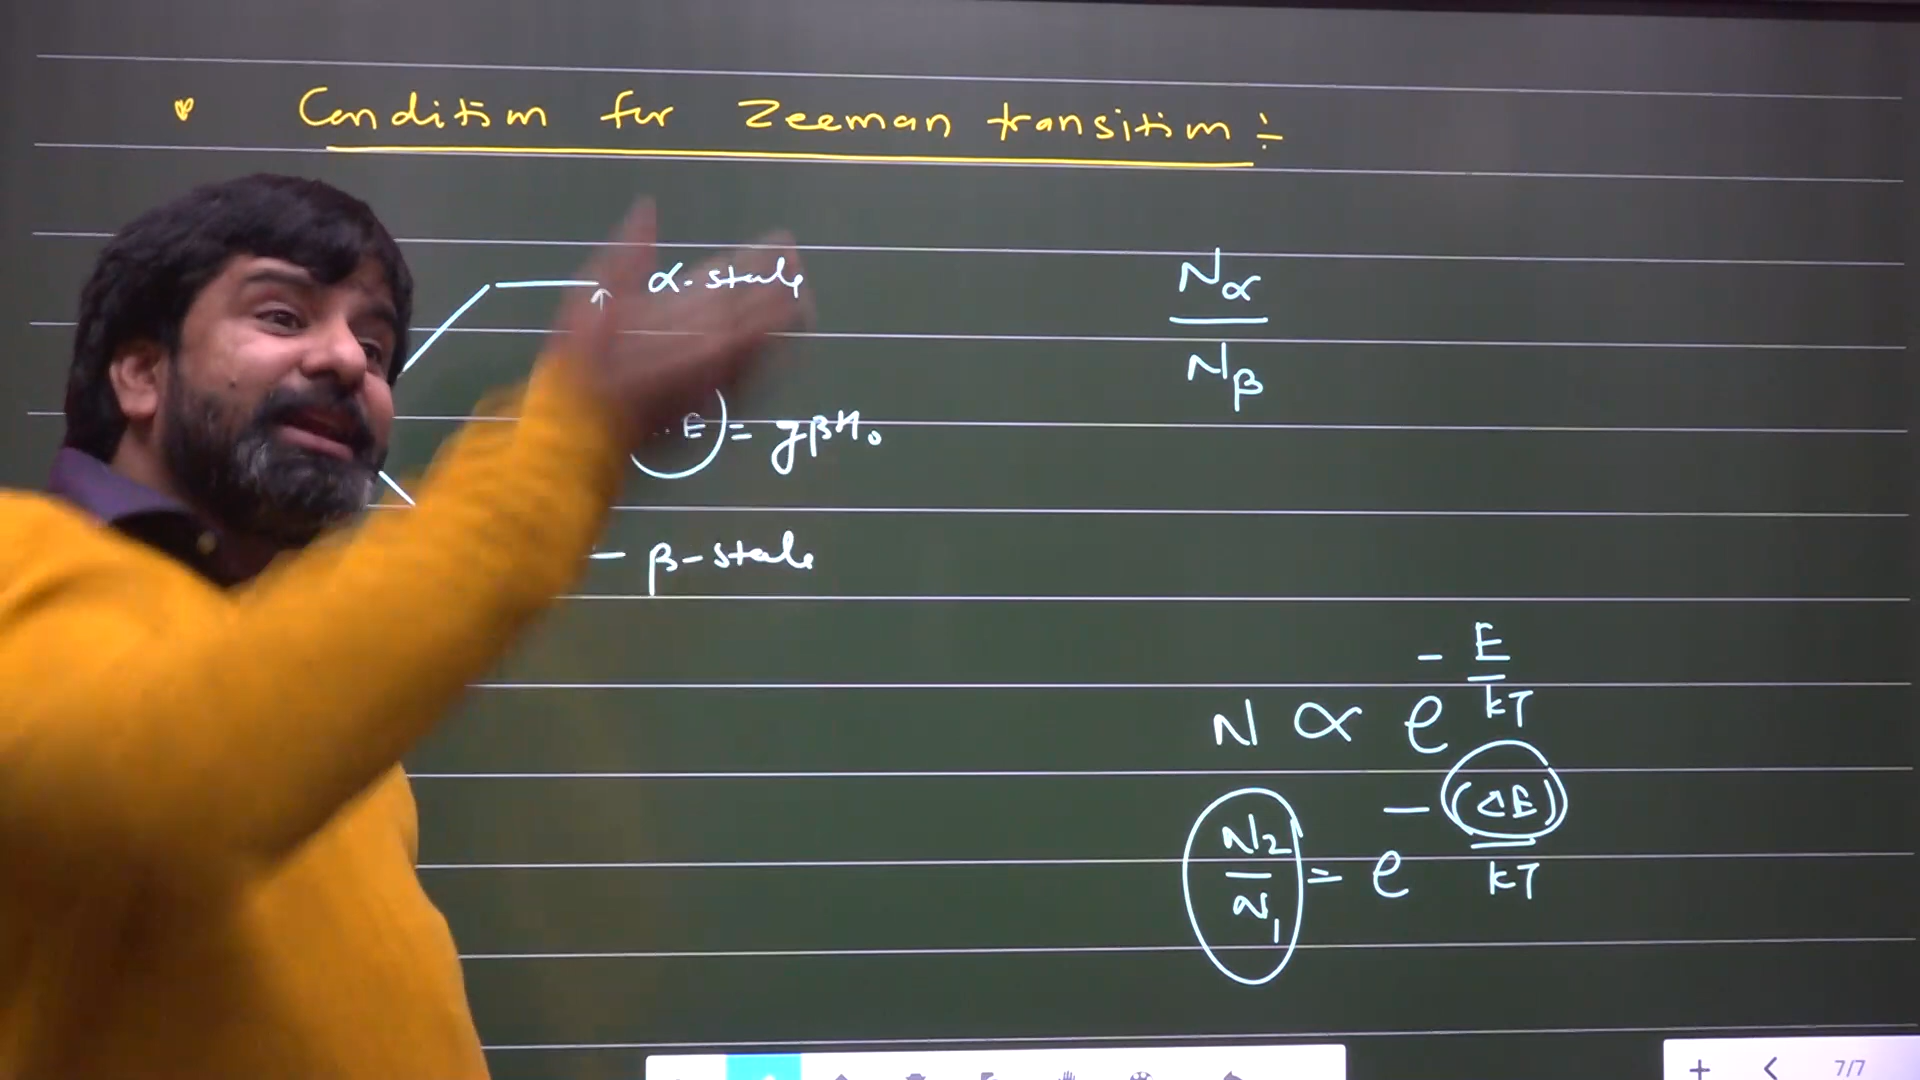 Condition for Zeeman transition :-
α-state
Nα
Nβ
E) = gβH₀
β-state
N ∝ e^(-E/kT)
N2/N1 = e^(-(ΔE)/kT)
7/7